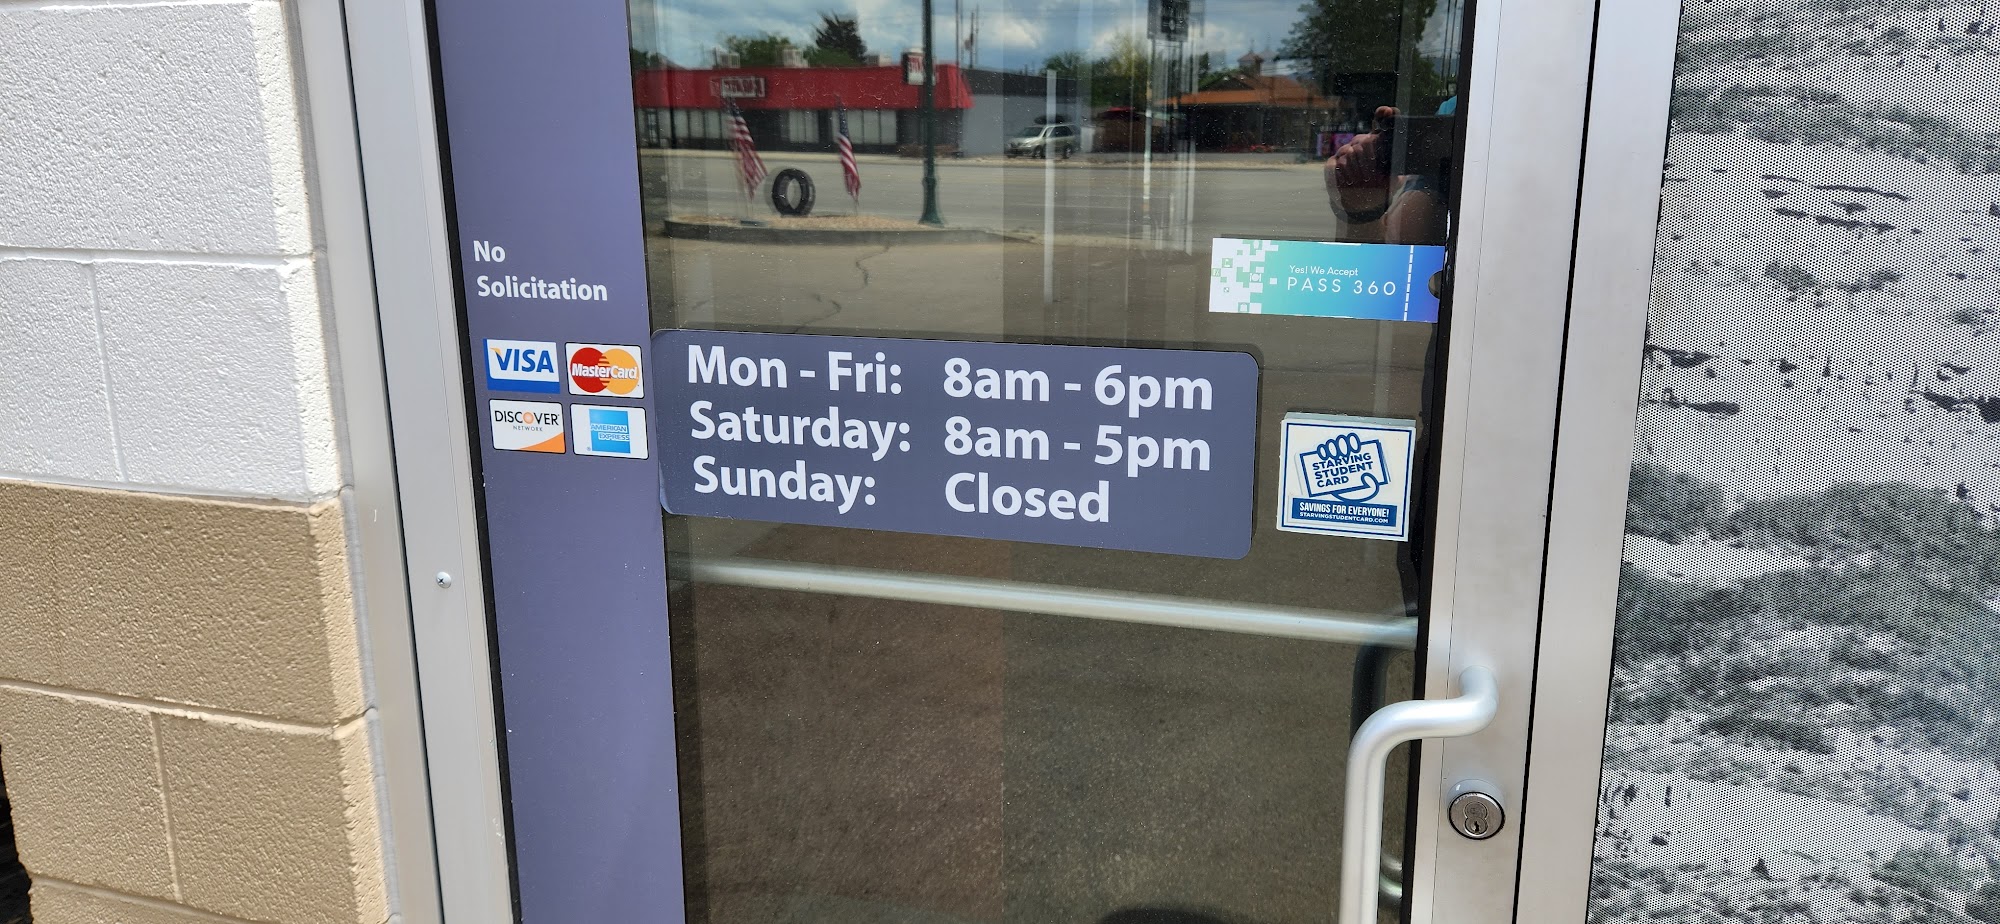 No
Solicitation
VISA
MasterCard
DISCOVER
NETWORK
AMERICAN
EXPRESS
Mon - Fri: 8am - 6pm
Saturday: 8am - 5pm
Sunday: Closed
Yes! We Accept
PASS 360
STARVING
STUDENT
CARD
SAVINGS FOR EVERYONE!
STARVINGSTUDENTCARD.COM